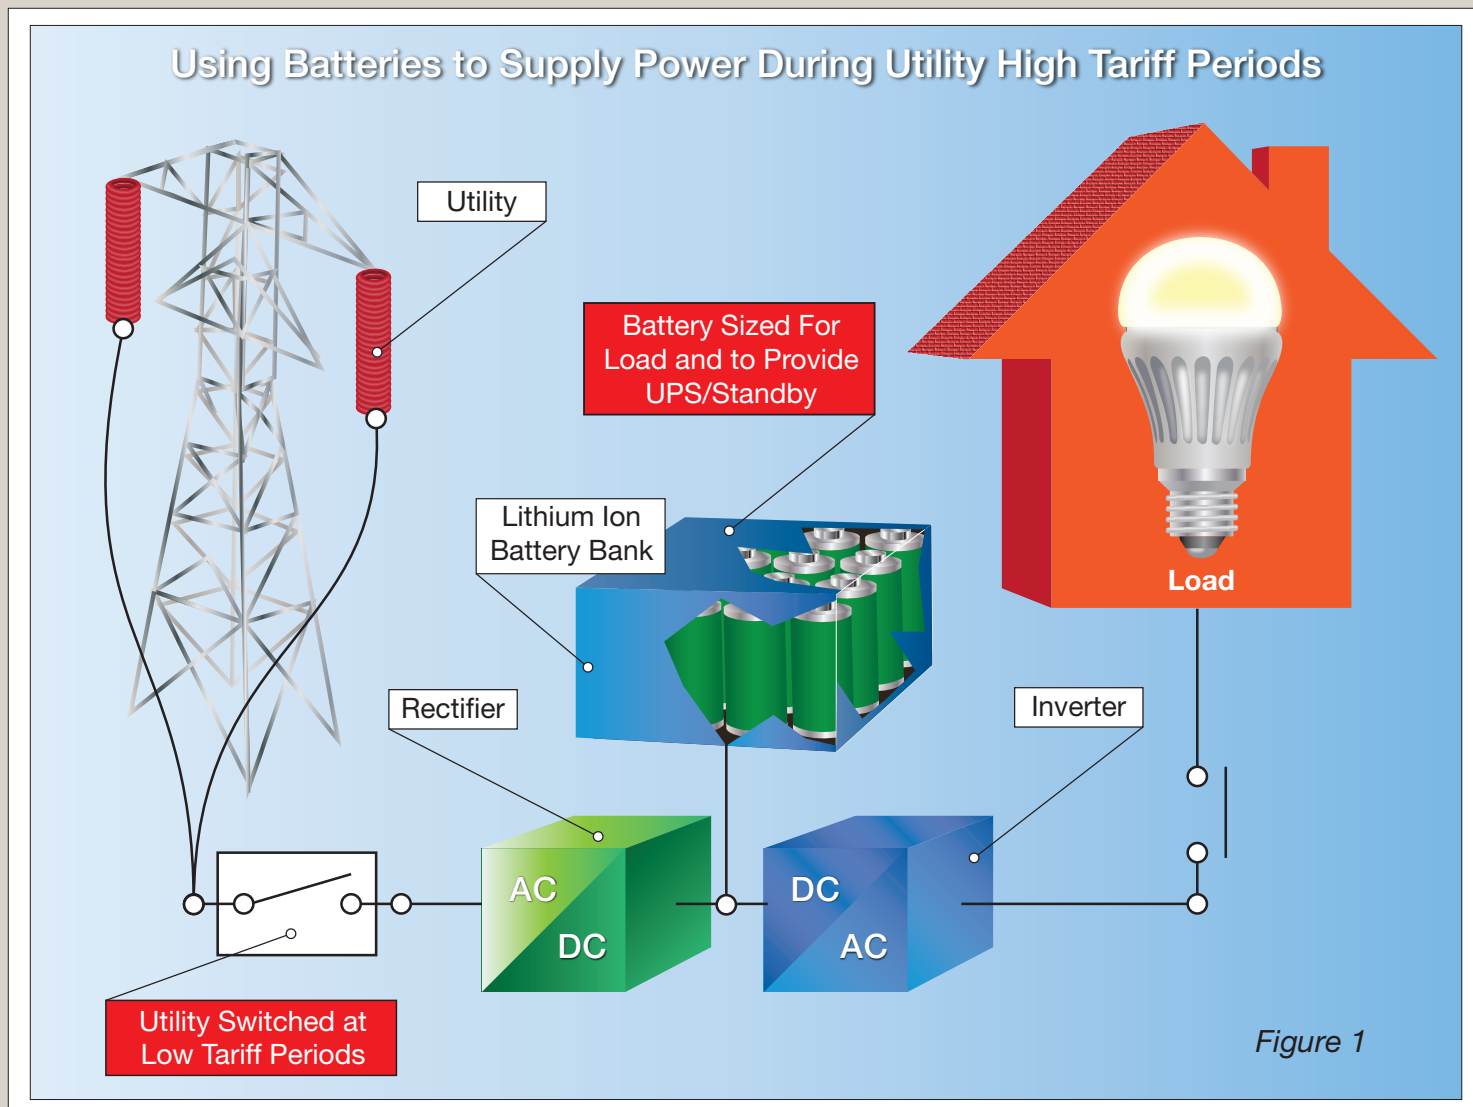 Using Batteries to Supply Power During Utility High Tariff Periods
Utility
Battery Sized For
Load and to Provide
UPS/Standby
Lithium Ion
Battery Bank
Load
Rectifier
Inverter
AC
DC
DC
AC
Utility Switched at
Low Tariff Periods
Figure 1